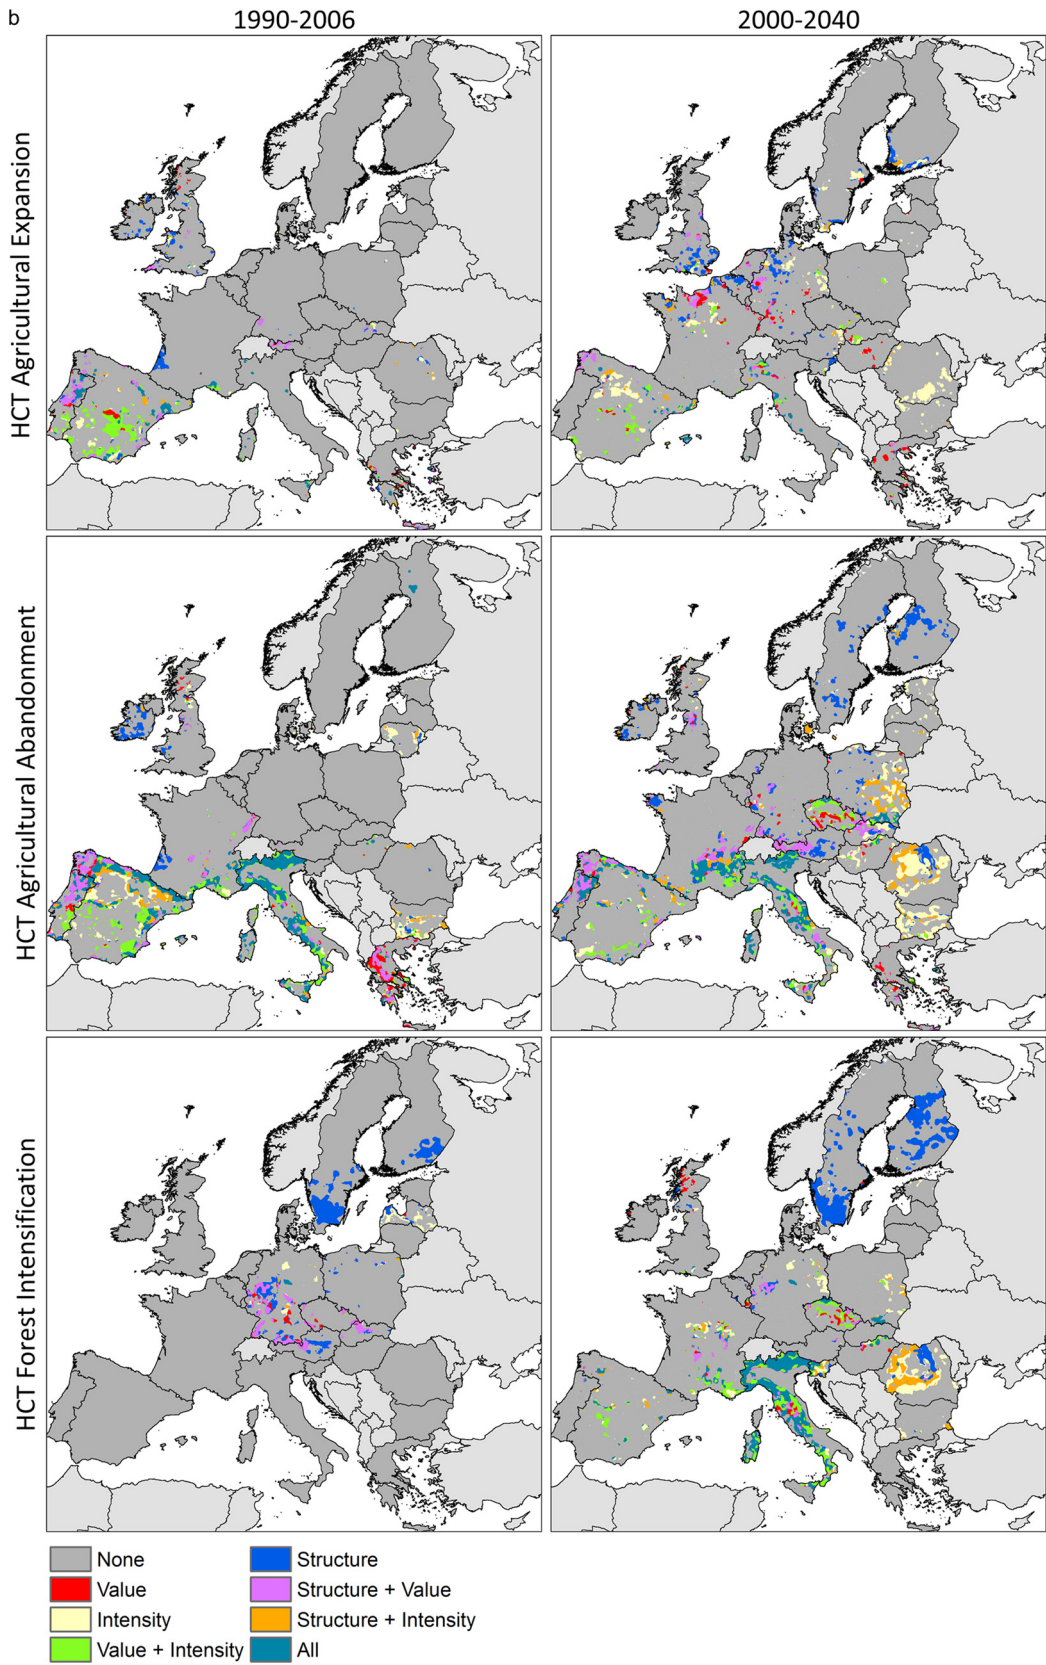 b
1990-2006
2000-2040
HCT Agricultural Expansion
HCT Agricultural Abandonment
HCT Forest Intensification
None
Value
Intensity
Value + Intensity
Structure
Structure + Value
Structure + Intensity
All